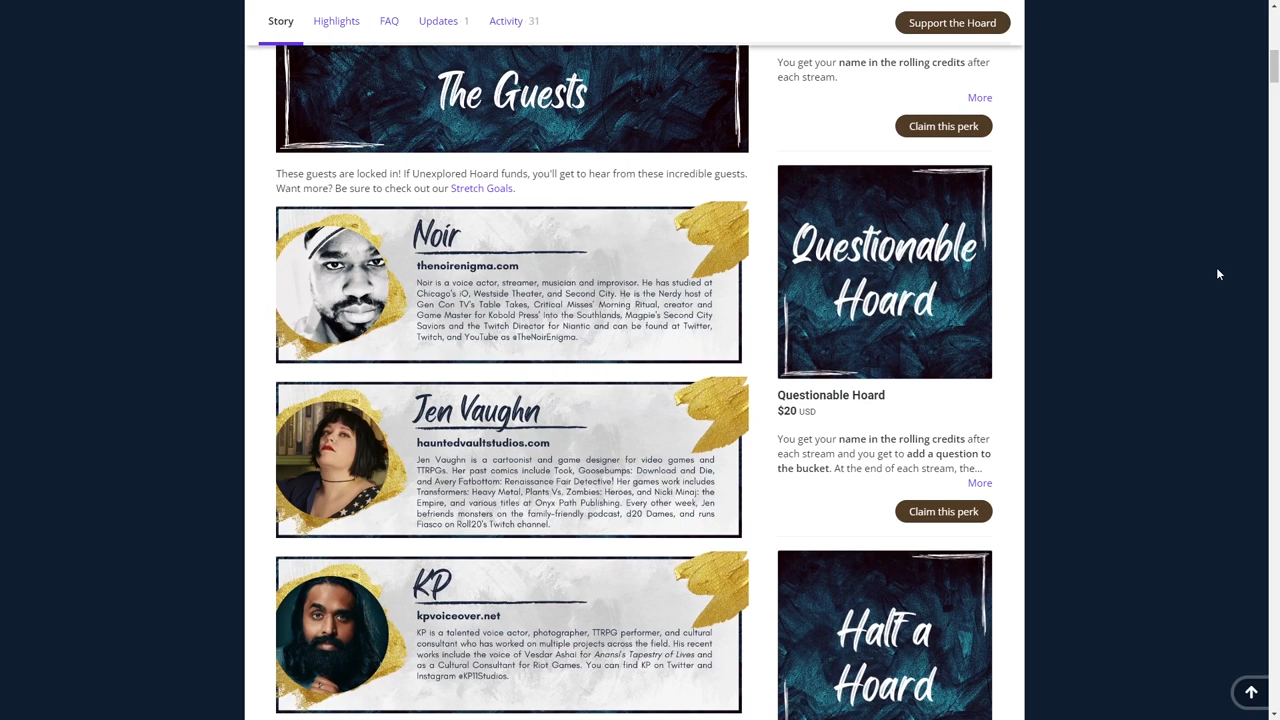 Story
Highlights
FAQ
Updates 1
Activity 31
Support the Hoard
The Guests
These guests are locked in! If Unexplored Hoard funds, you'll get to hear from these incredible guests.
Want more? Be sure to check out our Stretch Goals.
Noir
thenoirenigma.com
Noir is a voice actor, streamer, musician and improvisor. He has studied at
Chicago's iO, Westside Theater, and Second City. He is the Nerdy host of
Gen Con TV's Table Takes, Critical Misses' Morning Ritual, creator and
Game Master for Kobold Press' Into the Southlands, Magpie's Second City
Saviors and the Twitch Director for Niantic and can be found at Twitter,
Twitch, and YouTube as @TheNoirEnigma.
Jen Vaughn
hauntedvaultstudios.com
Jen Vaughn is a cartoonist and game designer for video games and
TTRPGs. Her past comics include Took, Goosebumps: Download and Die,
and Avery Fatbottom: Renaissance Fair Detective! Her games work includes
Transformers: Heavy Metal, Plants Vs. Zombies: Heroes, and Nicki Minaj: the
Empire, and various titles at Onyx Path Publishing. Every other week, Jen
befriends monsters on the family-friendly podcast, d20 Dames, and runs
Fiasco on Roll20's Twitch channel.
KP
kpvoiceover.net
KP is a talented voice actor, photographer, TTRPG performer, and cultural
consultant who has worked on multiple projects across the field. His recent
works include the voice of Vesdar Ashai for Anansi's Tapestry of Lives and
as a Cultural Consultant for Riot Games. You can find KP on Twitter and
Instagram @KP11Studios.
You get your name in the rolling credits after
each stream.
More
Claim this perk
Questionable
Hoard
Questionable Hoard
$20 USD
You get your name in the rolling credits after
each stream and you get to add a question to
the bucket. At the end of each stream, the...
More
Claim this perk
Half a
Hoard